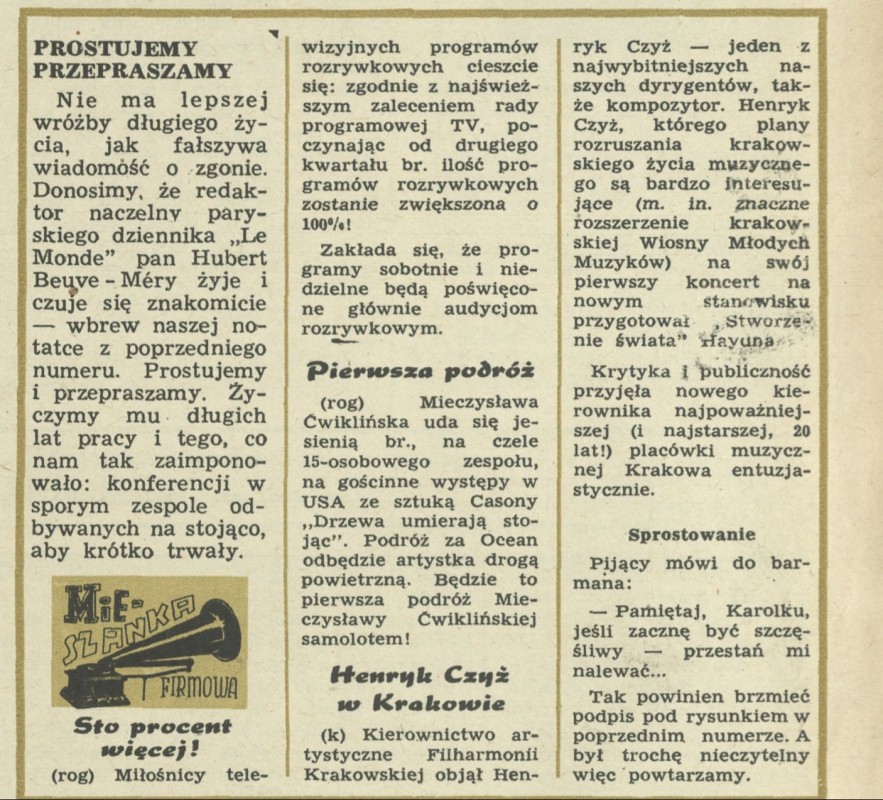 PROSTUJEMY
PRZEPRASZAMY
Nie ma lepszej
wróżby długiego ży-
cia, jak fałszywa
wiadomość o zgonie.
Donosimy, że redak-
tor naczelny pary-
skiego dziennika „Le
Monde" pan Hubert
Beuve-Méry żyje i
czuje się znakomicie
— wbrew naszej no-
tatce z poprzedniego
numeru. Prostujemy
i przepraszamy. Ży-
czymy mu długich
lat pracy i tego, co
nam tak zaimpono-
wało: konferencji w
sporym zespole od-
bywanych na stojąco,
aby krótko trwały.
MIE-
SZANKA
FIRMOWA
Sto procent
więcej!
(rog) Miłośnicy tele-
wizyjnych programów
rozrywkowych cieszcie
się: zgodnie z najśwież-
szym zaleceniem rady
programowej TV, po-
czynając od drugiego
kwartału br. ilość pro-
gramów rozrywkowych
zostanie zwiększona o
100%!
Zakłada się, że pro-
gramy sobotnie i nie-
dzielne będą poświęco-
ne głównie audycjom
rozrywkowym.
Pierwsza podróż
(rog) Mieczysława
Ćwiklińska uda się je-
sienią br., na czele
15-osobowego zespołu,
na gościnne występy w
USA ze sztuką Casony
„Drzewa umierają sto-
jąc". Podróż za Ocean
odbędzie artystka drogą
powietrzną. Będzie to
pierwsza podróż Mie-
czysławy Ćwiklińskiej
samolotem!
Henryk Czyż
w Krakowie
(k) Kierownictwo ar-
tystyczne Filharmonii
Krakowskiej objął Hen-
ryk Czyż — jeden z
najwybitniejszych na-
szych dyrygentów, tak-
że kompozytor. Henryk
Czyż, którego plany
rozruszania krakow-
skiego życia muzyczne-
go są bardzo interesu-
jące (m. in. znaczne
rozszerzenie krakow-
skiej Wiosny Młodych
Muzyków) na swój
pierwszy koncert na
nowym stanowisku
przygotował „Stworze-
nie świata" Haydna
Krytyka i publiczność
przyjęła nowego kie-
rownika najpoważniej-
szej (i najstarszej, 20
lat!) placówki muzycz-
nej Krakowa entuzja-
stycznie.
Sprostowanie
Pijący mówi do bar-
mana:
— Pamiętaj, Karolku,
jeśli zacznę być szczę-
śliwy — przestań mi
nalewać...
Tak powinien brzmieć
podpis pod rysunkiem w
poprzednim numerze. A
był trochę nieczytelny
więc powtarzamy.